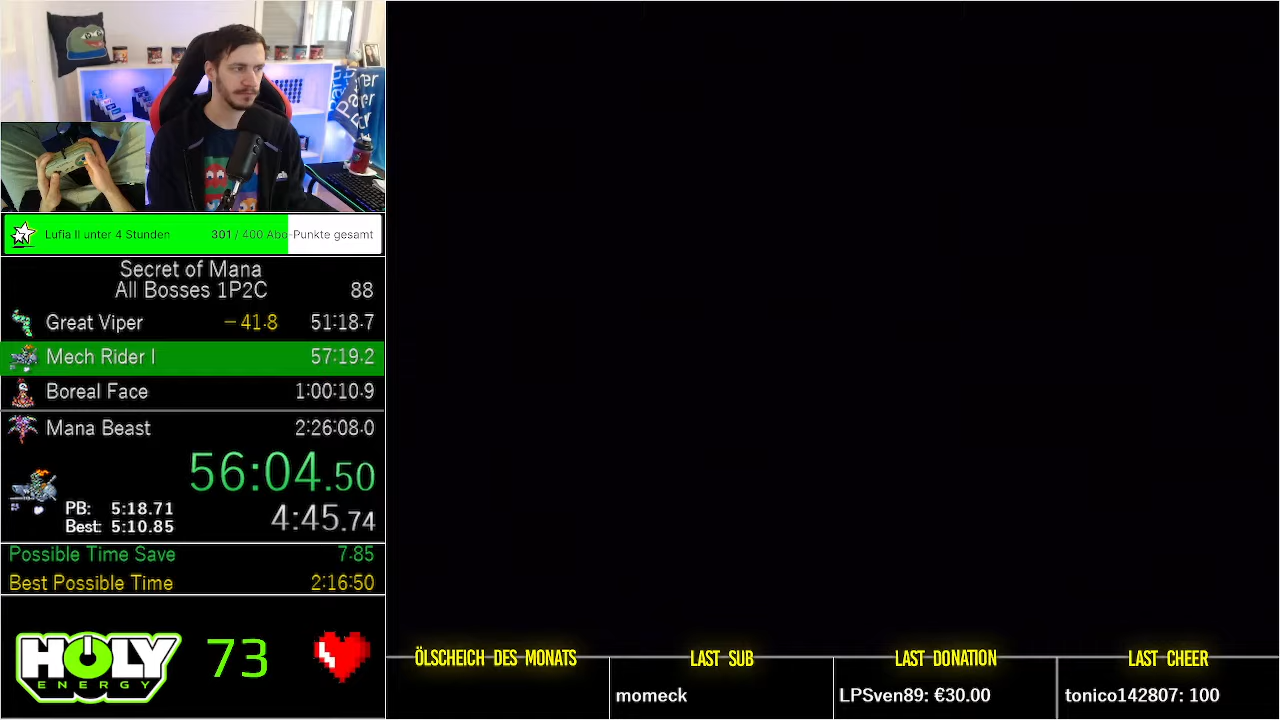 Lufia II unter 4 Stunden 301 / 400 Abo-Punkte gesamt
Secret of Mana
All Bosses 1P2C 88
Great Viper −41.8 51:18.7
Mech Rider I 57:19.2
Boreal Face 1:00:10.9
Mana Beast 2:26:08.0
56:04.50
PB: 5:18.71
Best: 5:10.85
4:45.74
Possible Time Save 7.85
Best Possible Time 2:16:50
HOLY
ENERGY
73
ÖLSCHEICH DES MONATS
LAST SUB
momeck
LAST DONATION
LPSven89: €30.00
LAST CHEER
tonico142807: 100